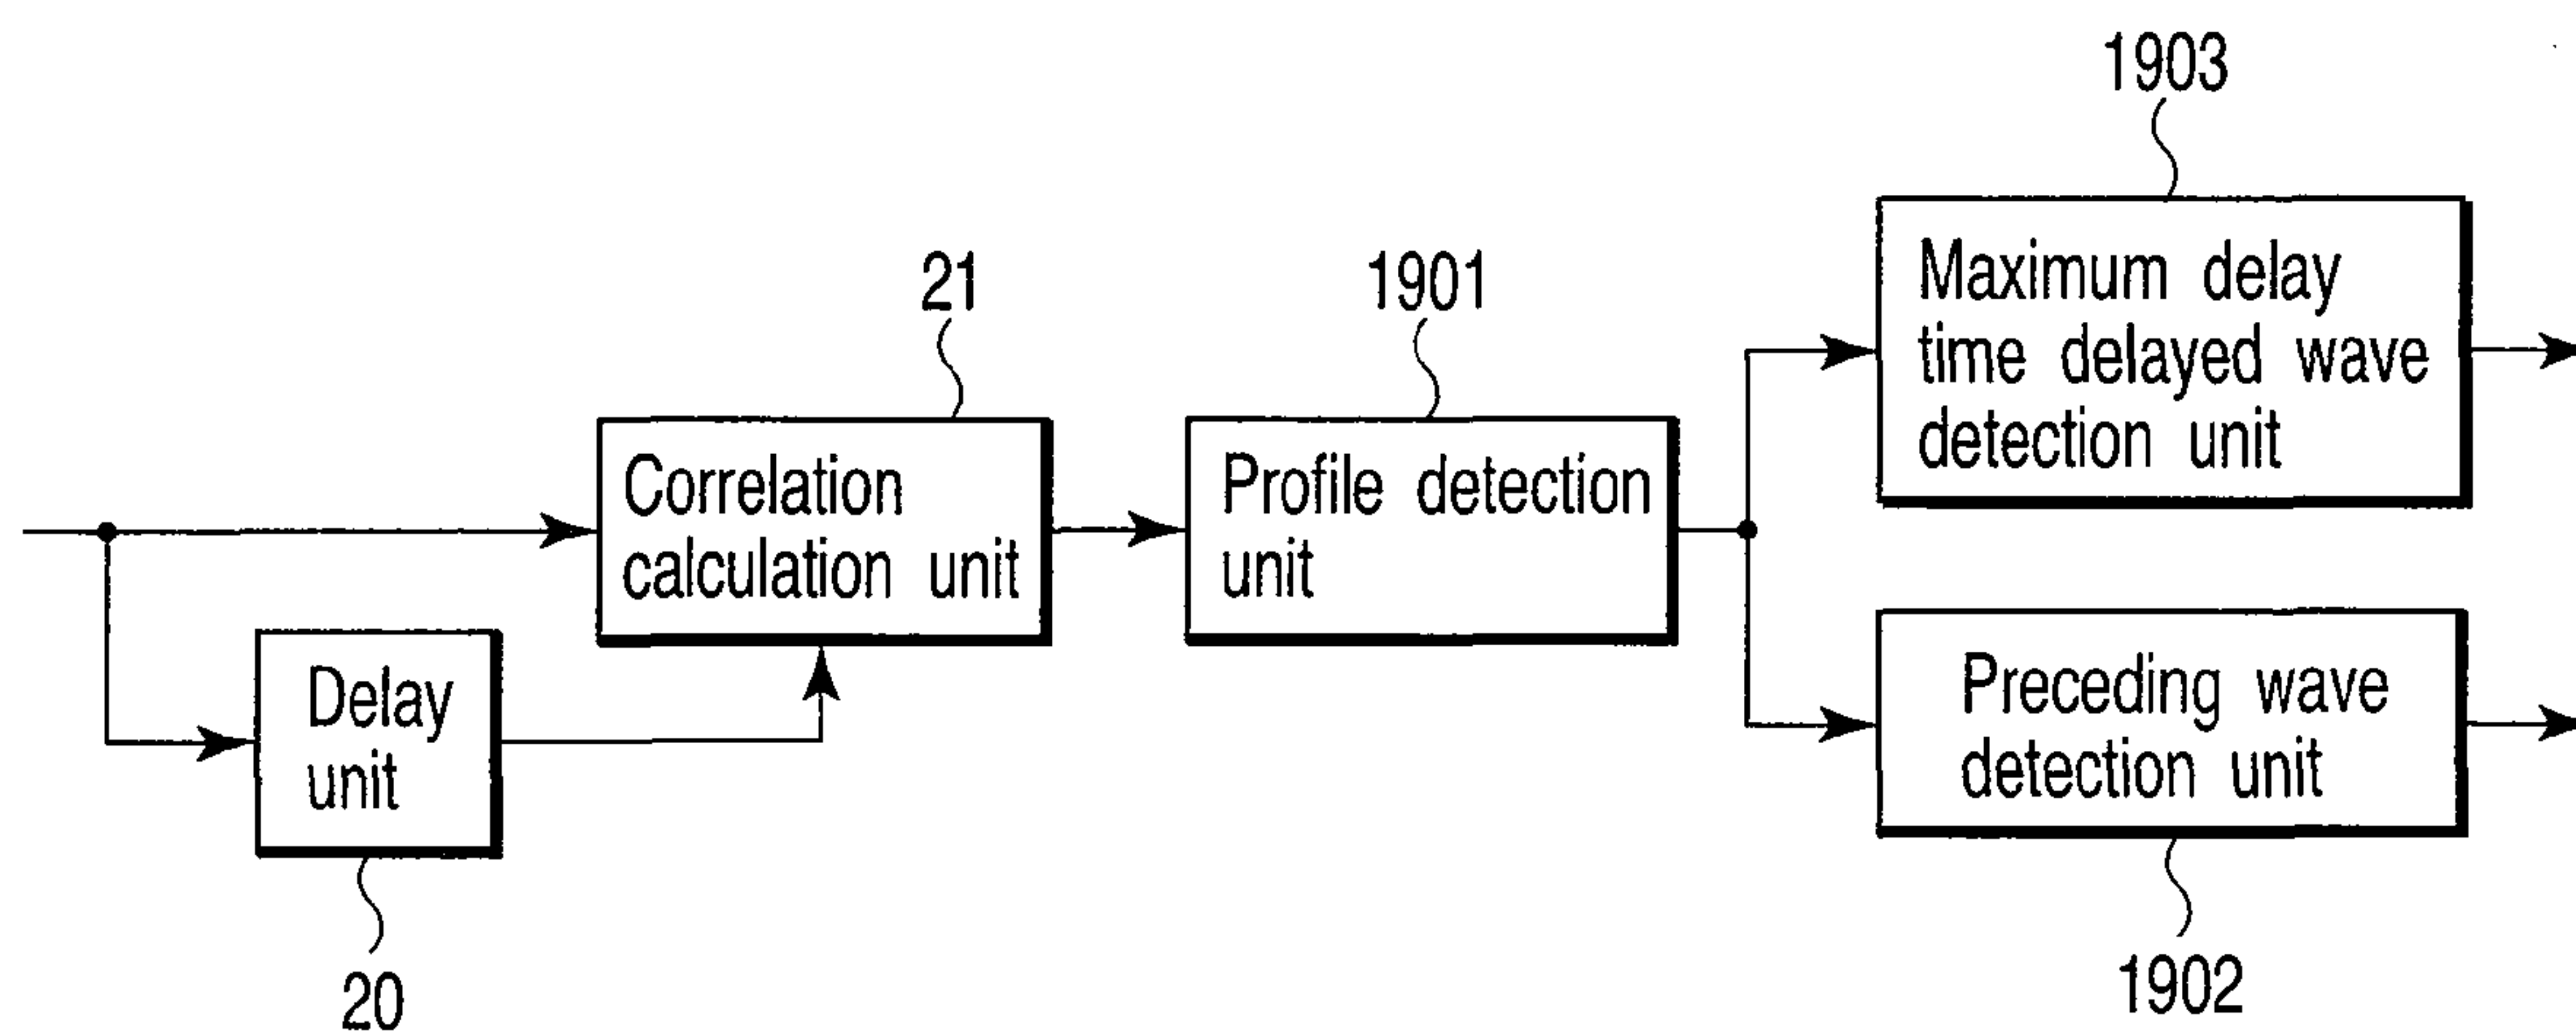 1903
Maximum delay
time delayed wave
detection unit
21
Correlation
calculation unit
1901
Profile detection
unit
Delay
unit
20
Preceding wave
detection unit
1902